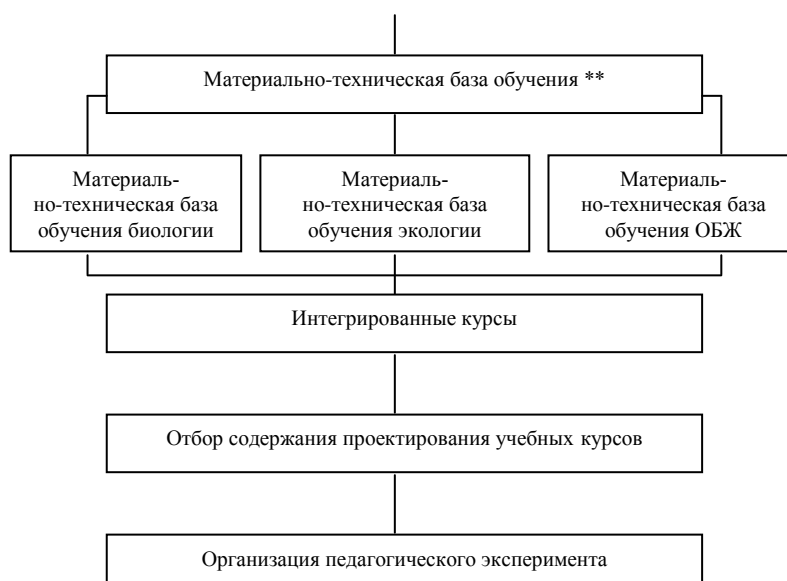 Материально-техническая база обучения **
Материаль-
но-техническая база
обучения биологии
Материаль-
но-техническая база
обучения экологии
Материаль-
но-техническая база
обучения ОБЖ
Интегрированные курсы
Отбор содержания проектирования учебных курсов
Организация педагогического эксперимента